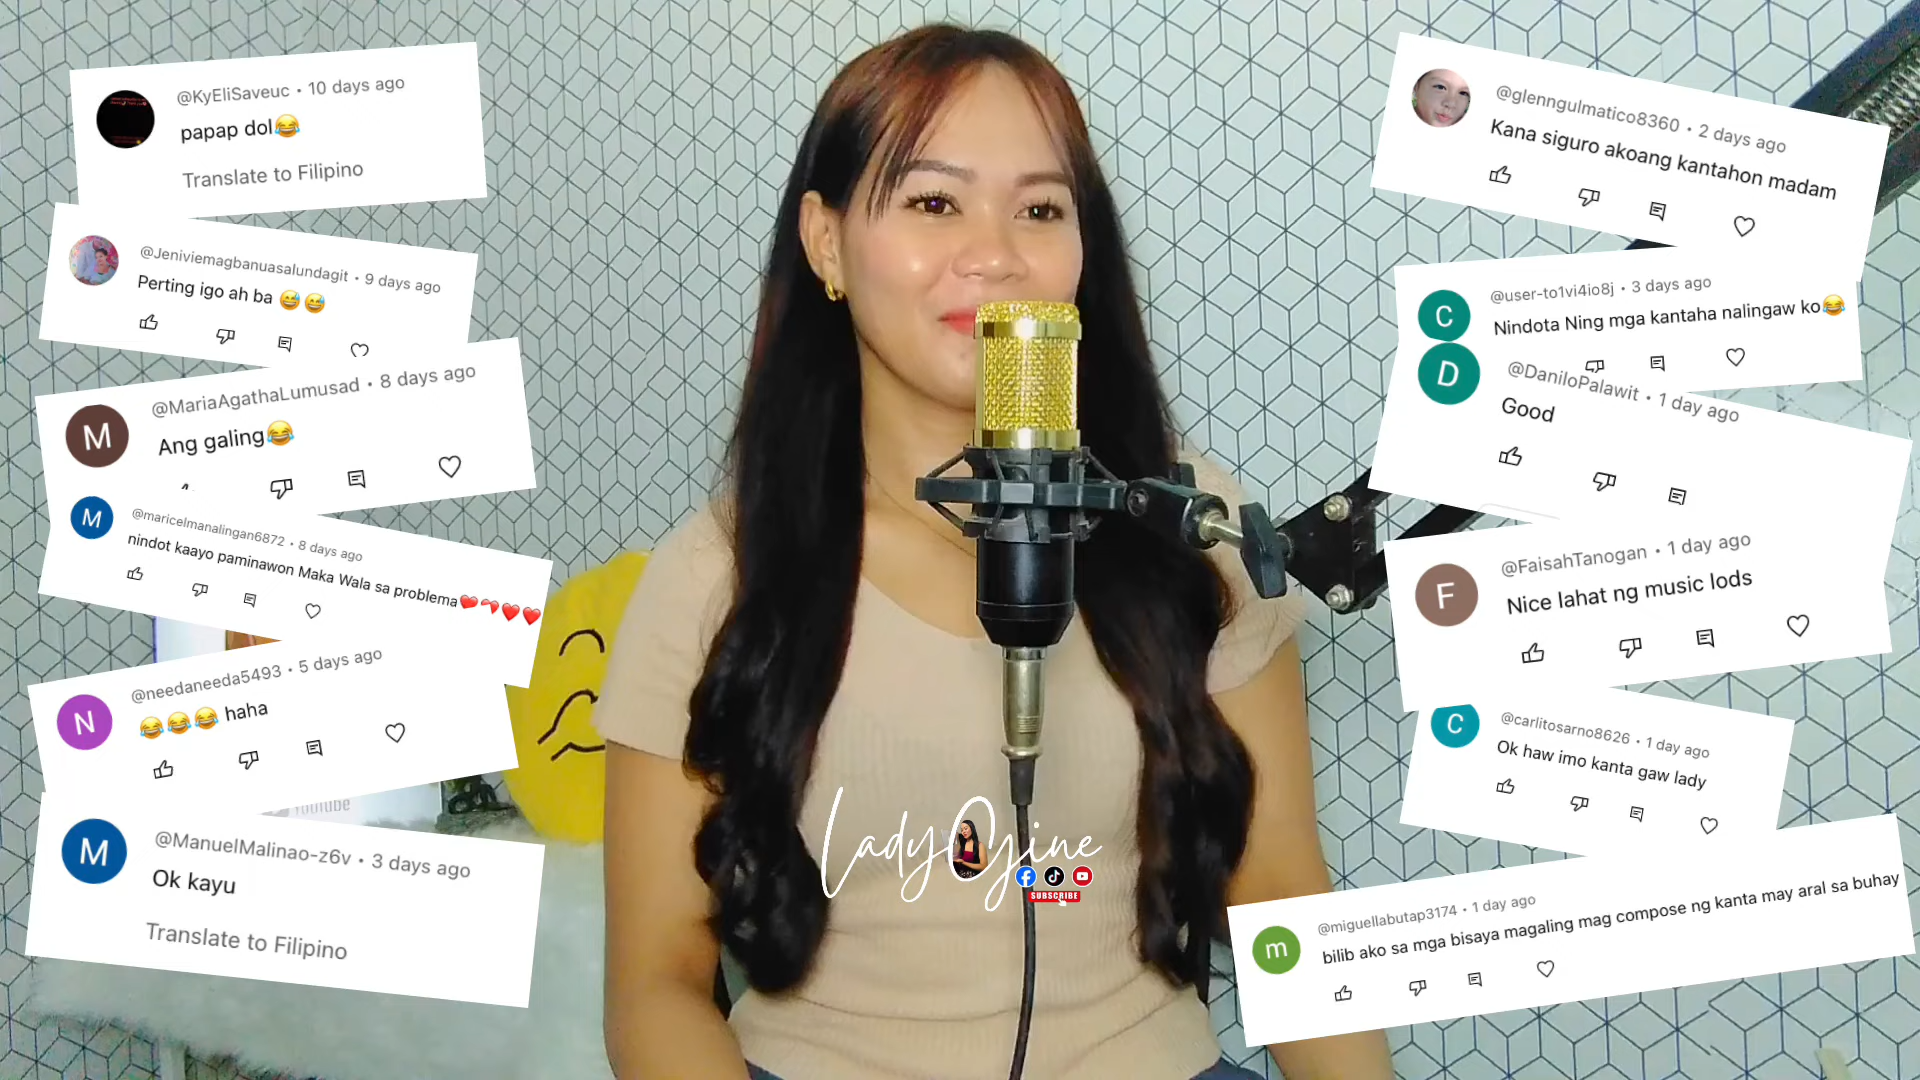 @KyEliSaveuc • 10 days ago
papap dol😂
Translate to Filipino
@Jeniviemagbanuasalundagit • 9 days ago
Perting igo ah ba 😅😅
M
@MariaAgathaLumusad • 8 days ago
Ang galing😂
M
@maricelmanalingan6872 • 8 days ago
nindot kaayo paminawon Maka Wala sa problema❤️❤️❤️❤️
N
@needaneeda5493 • 5 days ago
😂😂😂 haha
YouTube
M
@ManuelMalinao-z6v • 3 days ago
Ok kayu
Translate to Filipino
LadyGine
SUBSCRIBE
@glenngulmatico8360 • 2 days ago
Kana siguro akoang kantahon madam
C
@user-to1vi4io8j • 3 days ago
Nindota Ning mga kantaha nalingaw ko😂
D
@DaniloPalawit • 1 day ago
Good
F
@FaisahTanogan • 1 day ago
Nice lahat ng music lods
C
@carlitosarno8626 • 1 day ago
Ok haw imo kanta gaw lady
m
@miguellabutap3174 • 1 day ago
bilib ako sa mga bisaya magaling mag compose ng kanta may aral sa buhay